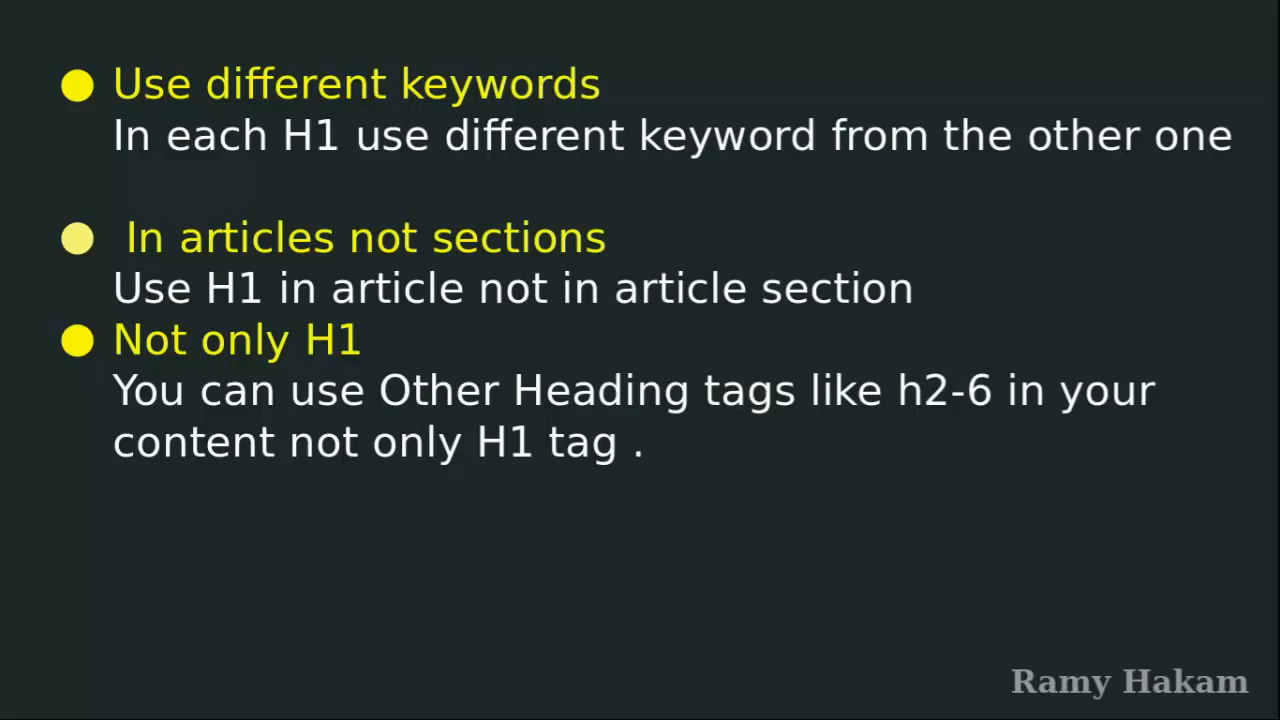 Use different keywords
In each H1 use different keyword from the other one
In articles not sections
Use H1 in article not in article section
Not only H1
You can use Other Heading tags like h2-6 in your
content not only H1 tag .
Ramy Hakam